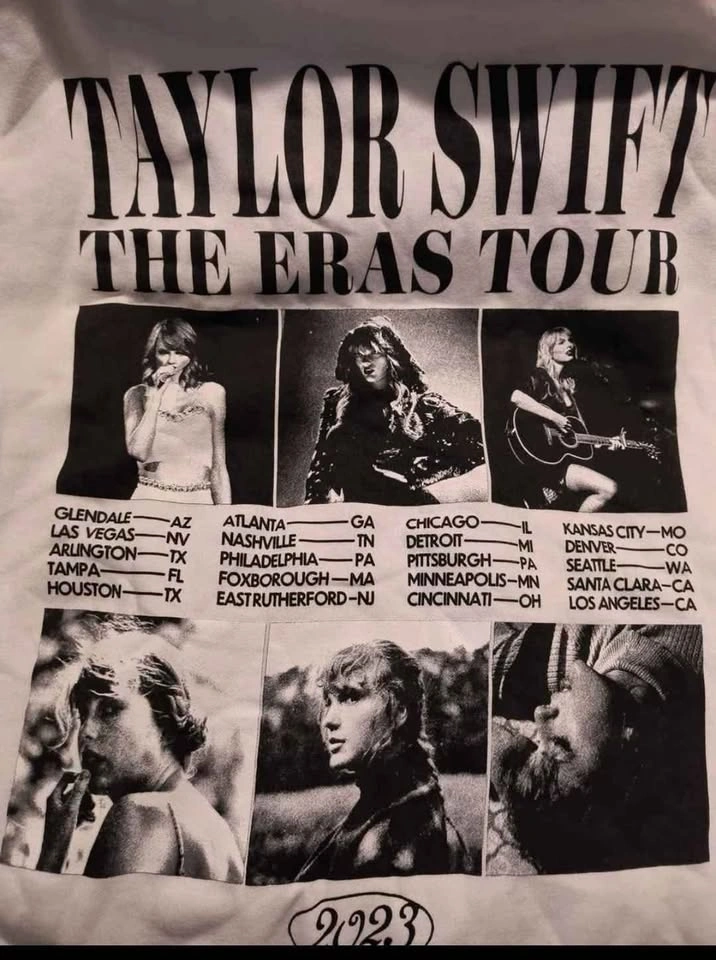 TAYLOR SWIFT
THE ERAS TOUR
GLENDALE—AZ
LAS VEGAS—NV
ARLINGTON—TX
TAMPA—FL
HOUSTON—TX
ATLANTA—GA
NASHVILLE—TN
PHILADELPHIA—PA
FOXBOROUGH—MA
EAST RUTHERFORD–NJ
CHICAGO—IL
DETROIT—MI
PITTSBURGH—PA
MINNEAPOLIS–MN
CINCINNATI—OH
KANSAS CITY—MO
DENVER—CO
SEATTLE—WA
SANTA CLARA–CA
LOS ANGELES—CA
2023